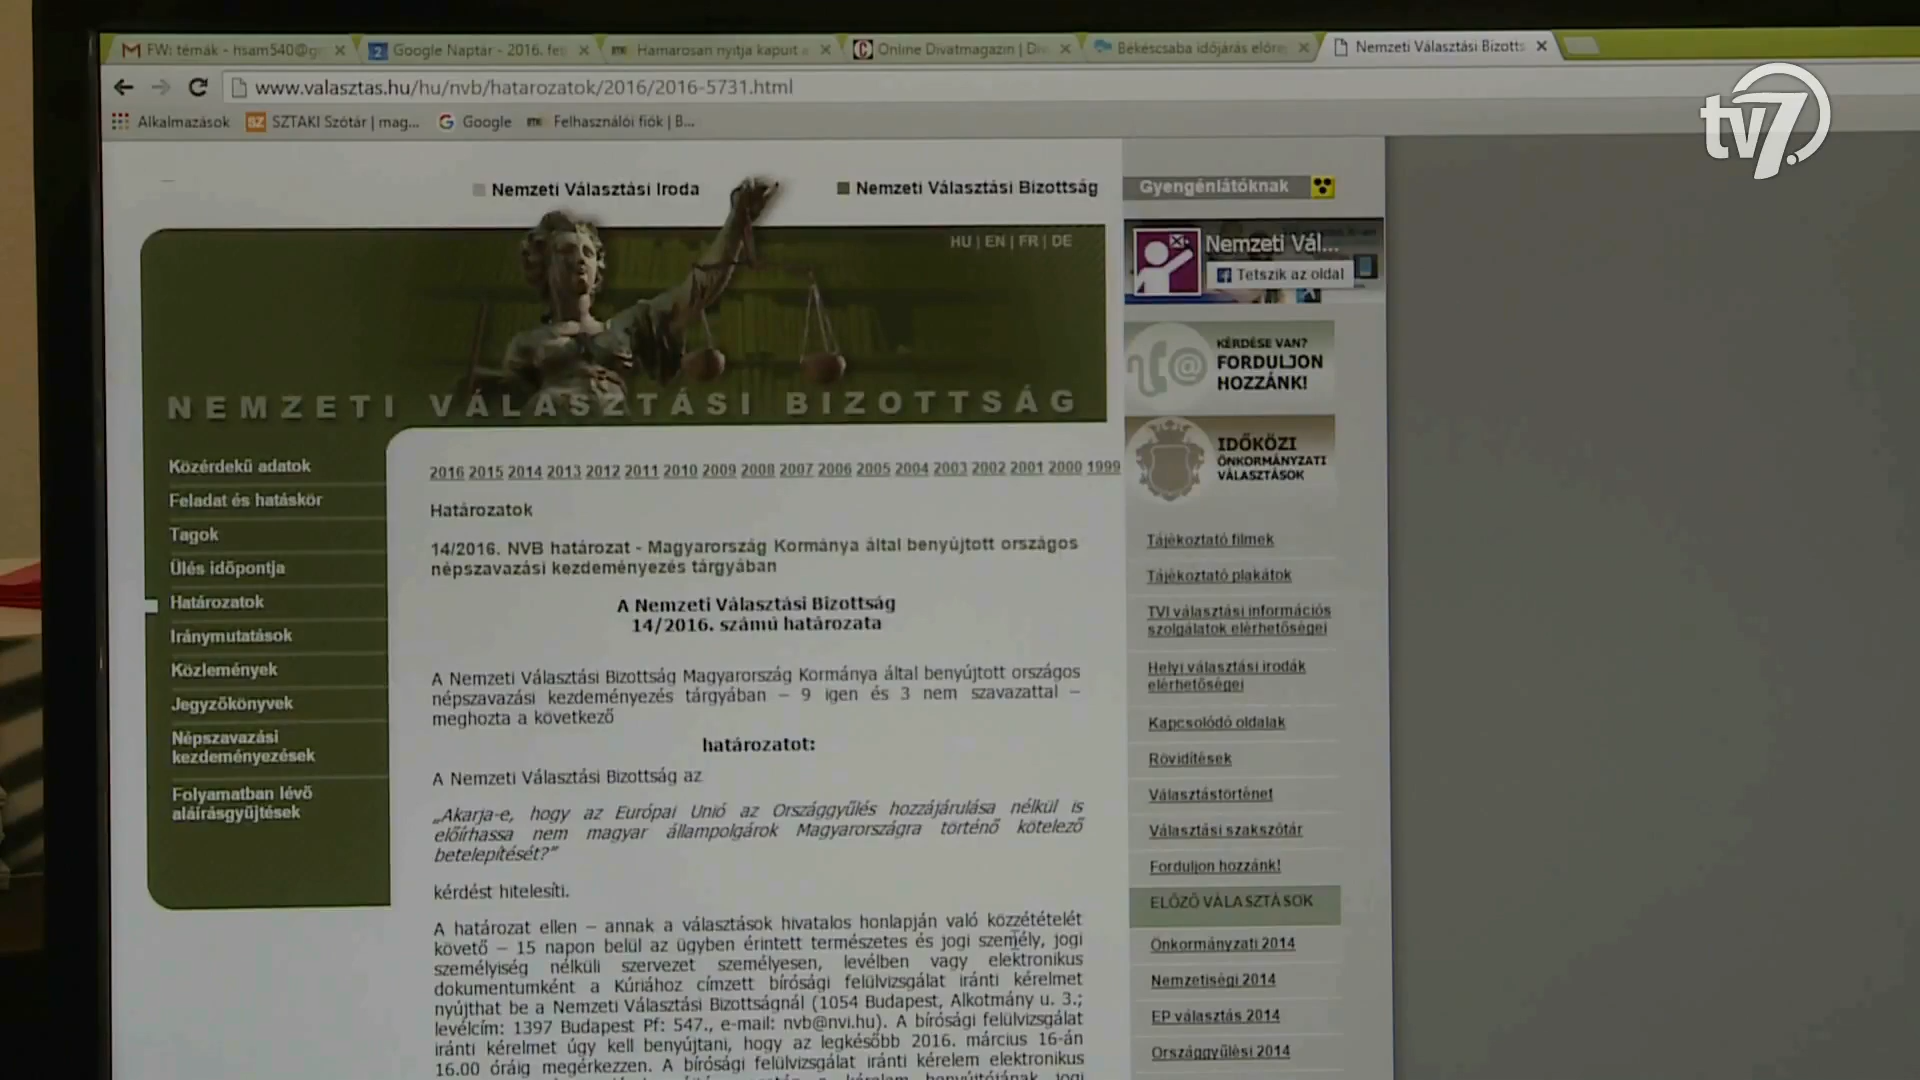 FW: témák - hsam540@g
Google Naptár - 2016. fe
Hamarosan nyitja kapuit a
Online Divatmagazin | Di
Békéscsaba időjárás előre
Nemzeti Választási Bizotts
www.valasztas.hu/hu/nvb/hatarozatok/2016/2016-5731.html
Alkalmazások SZTAKI Szótár | mag... Google Felhasználói fiók | B...
tv7.
Nemzeti Választási Iroda
Nemzeti Választási Bizottság
HU | EN | FR | DE
NEMZETI VÁLASZTÁSI BIZOTTSÁG
Közérdekű adatok
Feladat és hatáskör
Tagok
Ülés időpontja
Határozatok
Iránymutatások
Közlemények
Jegyzőkönyvek
Népszavazási
kezdeményezések
Folyamatban lévő
aláírásgyűjtések
2016 2015 2014 2013 2012 2011 2010 2009 2008 2007 2006 2005 2004 2003 2002 2001 2000 1999
Határozatok
14/2016. NVB határozat - Magyarország Kormánya által benyújtott országos
népszavazási kezdeményezés tárgyában
A Nemzeti Választási Bizottság
14/2016. számú határozata
A Nemzeti Választási Bizottság Magyarország Kormánya által benyújtott országos
népszavazási kezdeményezés tárgyában – 9 igen és 3 nem szavazattal –
meghozta a következő
határozatot:
A Nemzeti Választási Bizottság az
„Akarja-e, hogy az Európai Unió az Országgyűlés hozzájárulása nélkül is
előírhassa nem magyar állampolgárok Magyarországra történő kötelező
betelepítését?”
kérdést hitelesíti.
A határozat ellen – annak a választások hivatalos honlapján való közzétételét
követő – 15 napon belül az ügyben érintett természetes és jogi személy, jogi
személyiség nélküli szervezet személyesen, levélben vagy elektronikus
dokumentumként a Kúriához címzett bírósági felülvizsgálat iránti kérelmet
nyújthat be a Nemzeti Választási Bizottságnál (1054 Budapest, Alkotmány u. 3.;
levélcím: 1397 Budapest Pf: 547., e-mail: nvb@nvi.hu). A bírósági felülvizsgálat
iránti kérelmet úgy kell benyújtani, hogy az legkésőbb 2016. március 16-án
16.00 óráig megérkezzen. A bírósági felülvizsgálat iránti kérelem elektronikus
Gyengénlátóknak
Nemzeti Vál...
Tetszik az oldal
KÉRDÉSE VAN?
FORDULJON
HOZZÁNK!
IDŐKÖZI
ÖNKORMÁNYZATI
VÁLASZTÁSOK
Tájékoztató filmek
Tájékoztató plakátok
TVI választási információs
szolgálatok elérhetőségei
Helyi választási irodák
elérhetőségei
Kapcsolódó oldalak
Rövidítések
Választástörténet
Választási szakszótár
Forduljon hozzánk!
ELŐZŐ VÁLASZTÁSOK
Önkormányzati 2014
Nemzetiségi 2014
EP választás 2014
Országgyűlési 2014